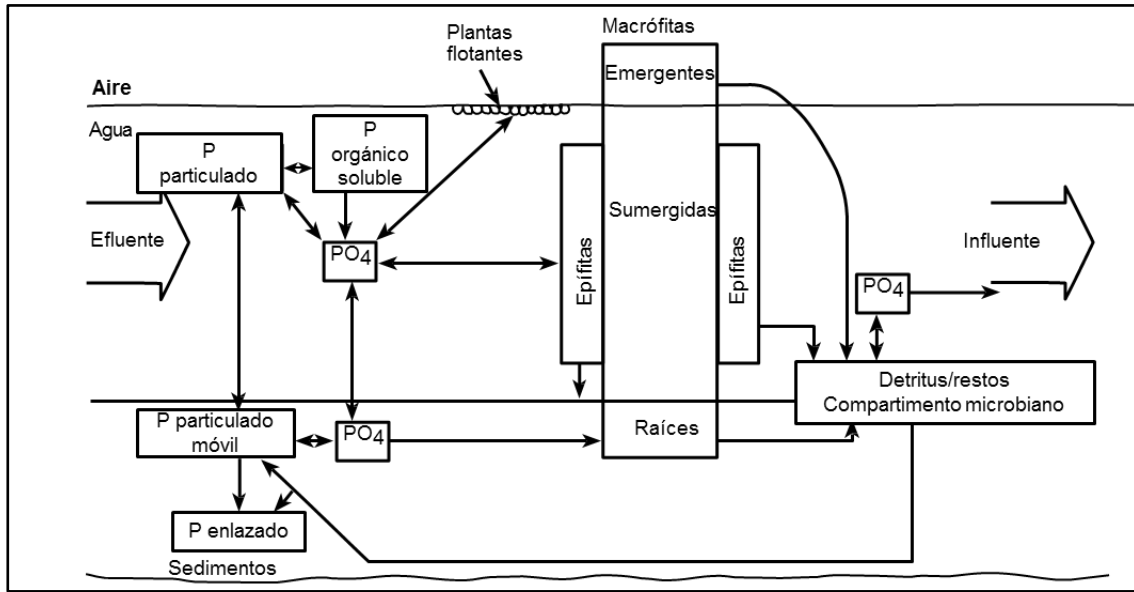 Macrófitas
Plantas
flotantes
Emergentes
Aire
Agua
P
particulado
P
orgánico
soluble
Sumergidas
Efluente
PO4
Epífitas
Epífitas
Influente
PO4
Detritus/restos
Compartimento microbiano
P particulado
móvil
PO4
Raíces
P enlazado
Sedimentos